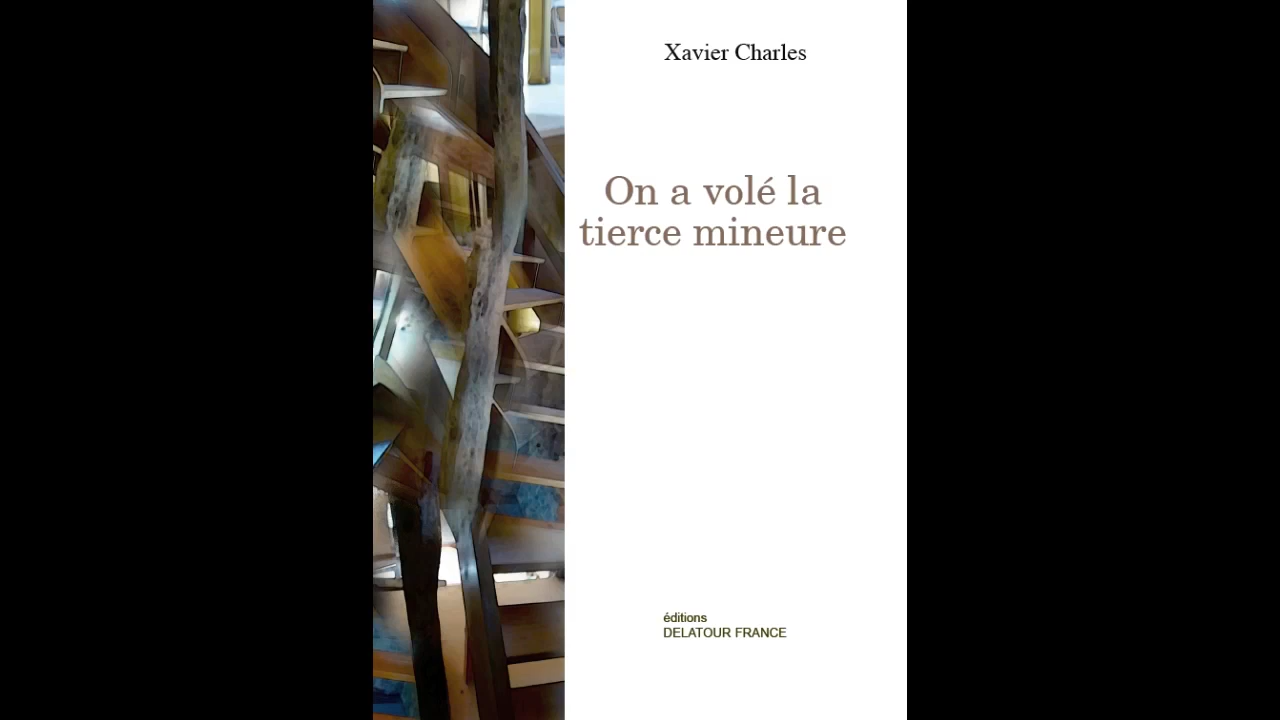 Xavier Charles
On a volé la
tierce mineure
éditions
DELATOUR FRANCE